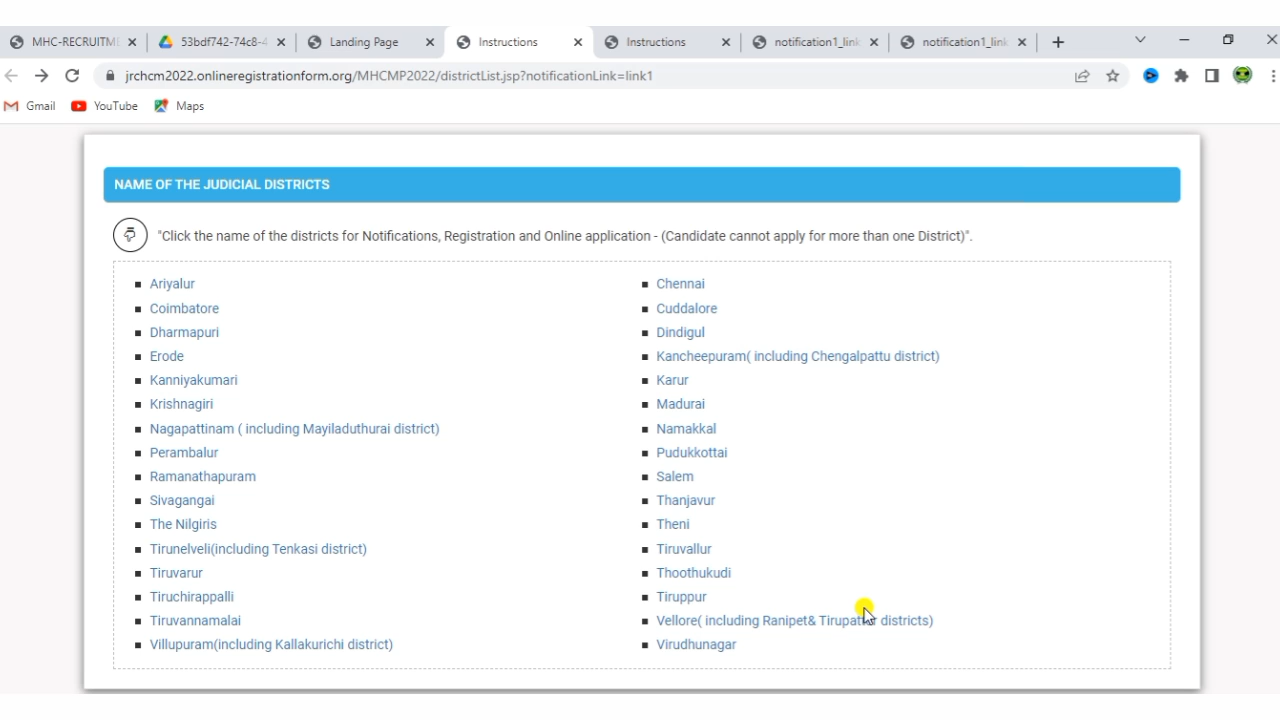 MHC-RECRUITME
53bdf742-74c8-4
Landing Page
Instructions
Instructions
notification1_link
notification1_link
jrchcm2022.onlineregistrationform.org/MHCMP2022/districtList.jsp?notificationLink=link1
Gmail
YouTube
Maps
NAME OF THE JUDICIAL DISTRICTS
"Click the name of the districts for Notifications, Registration and Online application - (Candidate cannot apply for more than one District)".
Ariyalur
Chennai
Coimbatore
Cuddalore
Dharmapuri
Dindigul
Erode
Kancheepuram( including Chengalpattu district)
Kanniyakumari
Karur
Krishnagiri
Madurai
Nagapattinam ( including Mayiladuthurai district)
Namakkal
Perambalur
Pudukkottai
Ramanathapuram
Salem
Sivagangai
Thanjavur
The Nilgiris
Theni
Tirunelveli(including Tenkasi district)
Tiruvallur
Tiruvarur
Thoothukudi
Tiruchirappalli
Tiruppur
Tiruvannamalai
Vellore( including Ranipet& Tirupattur districts)
Villupuram(including Kallakurichi district)
Virudhunagar